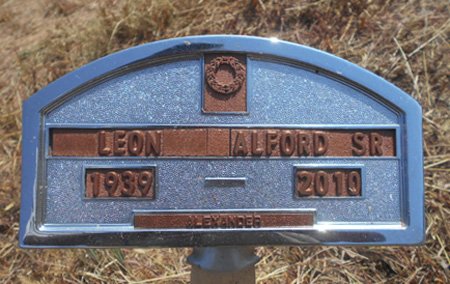 LEON ALFORD SR
1939 — 2010
ALEXANDER